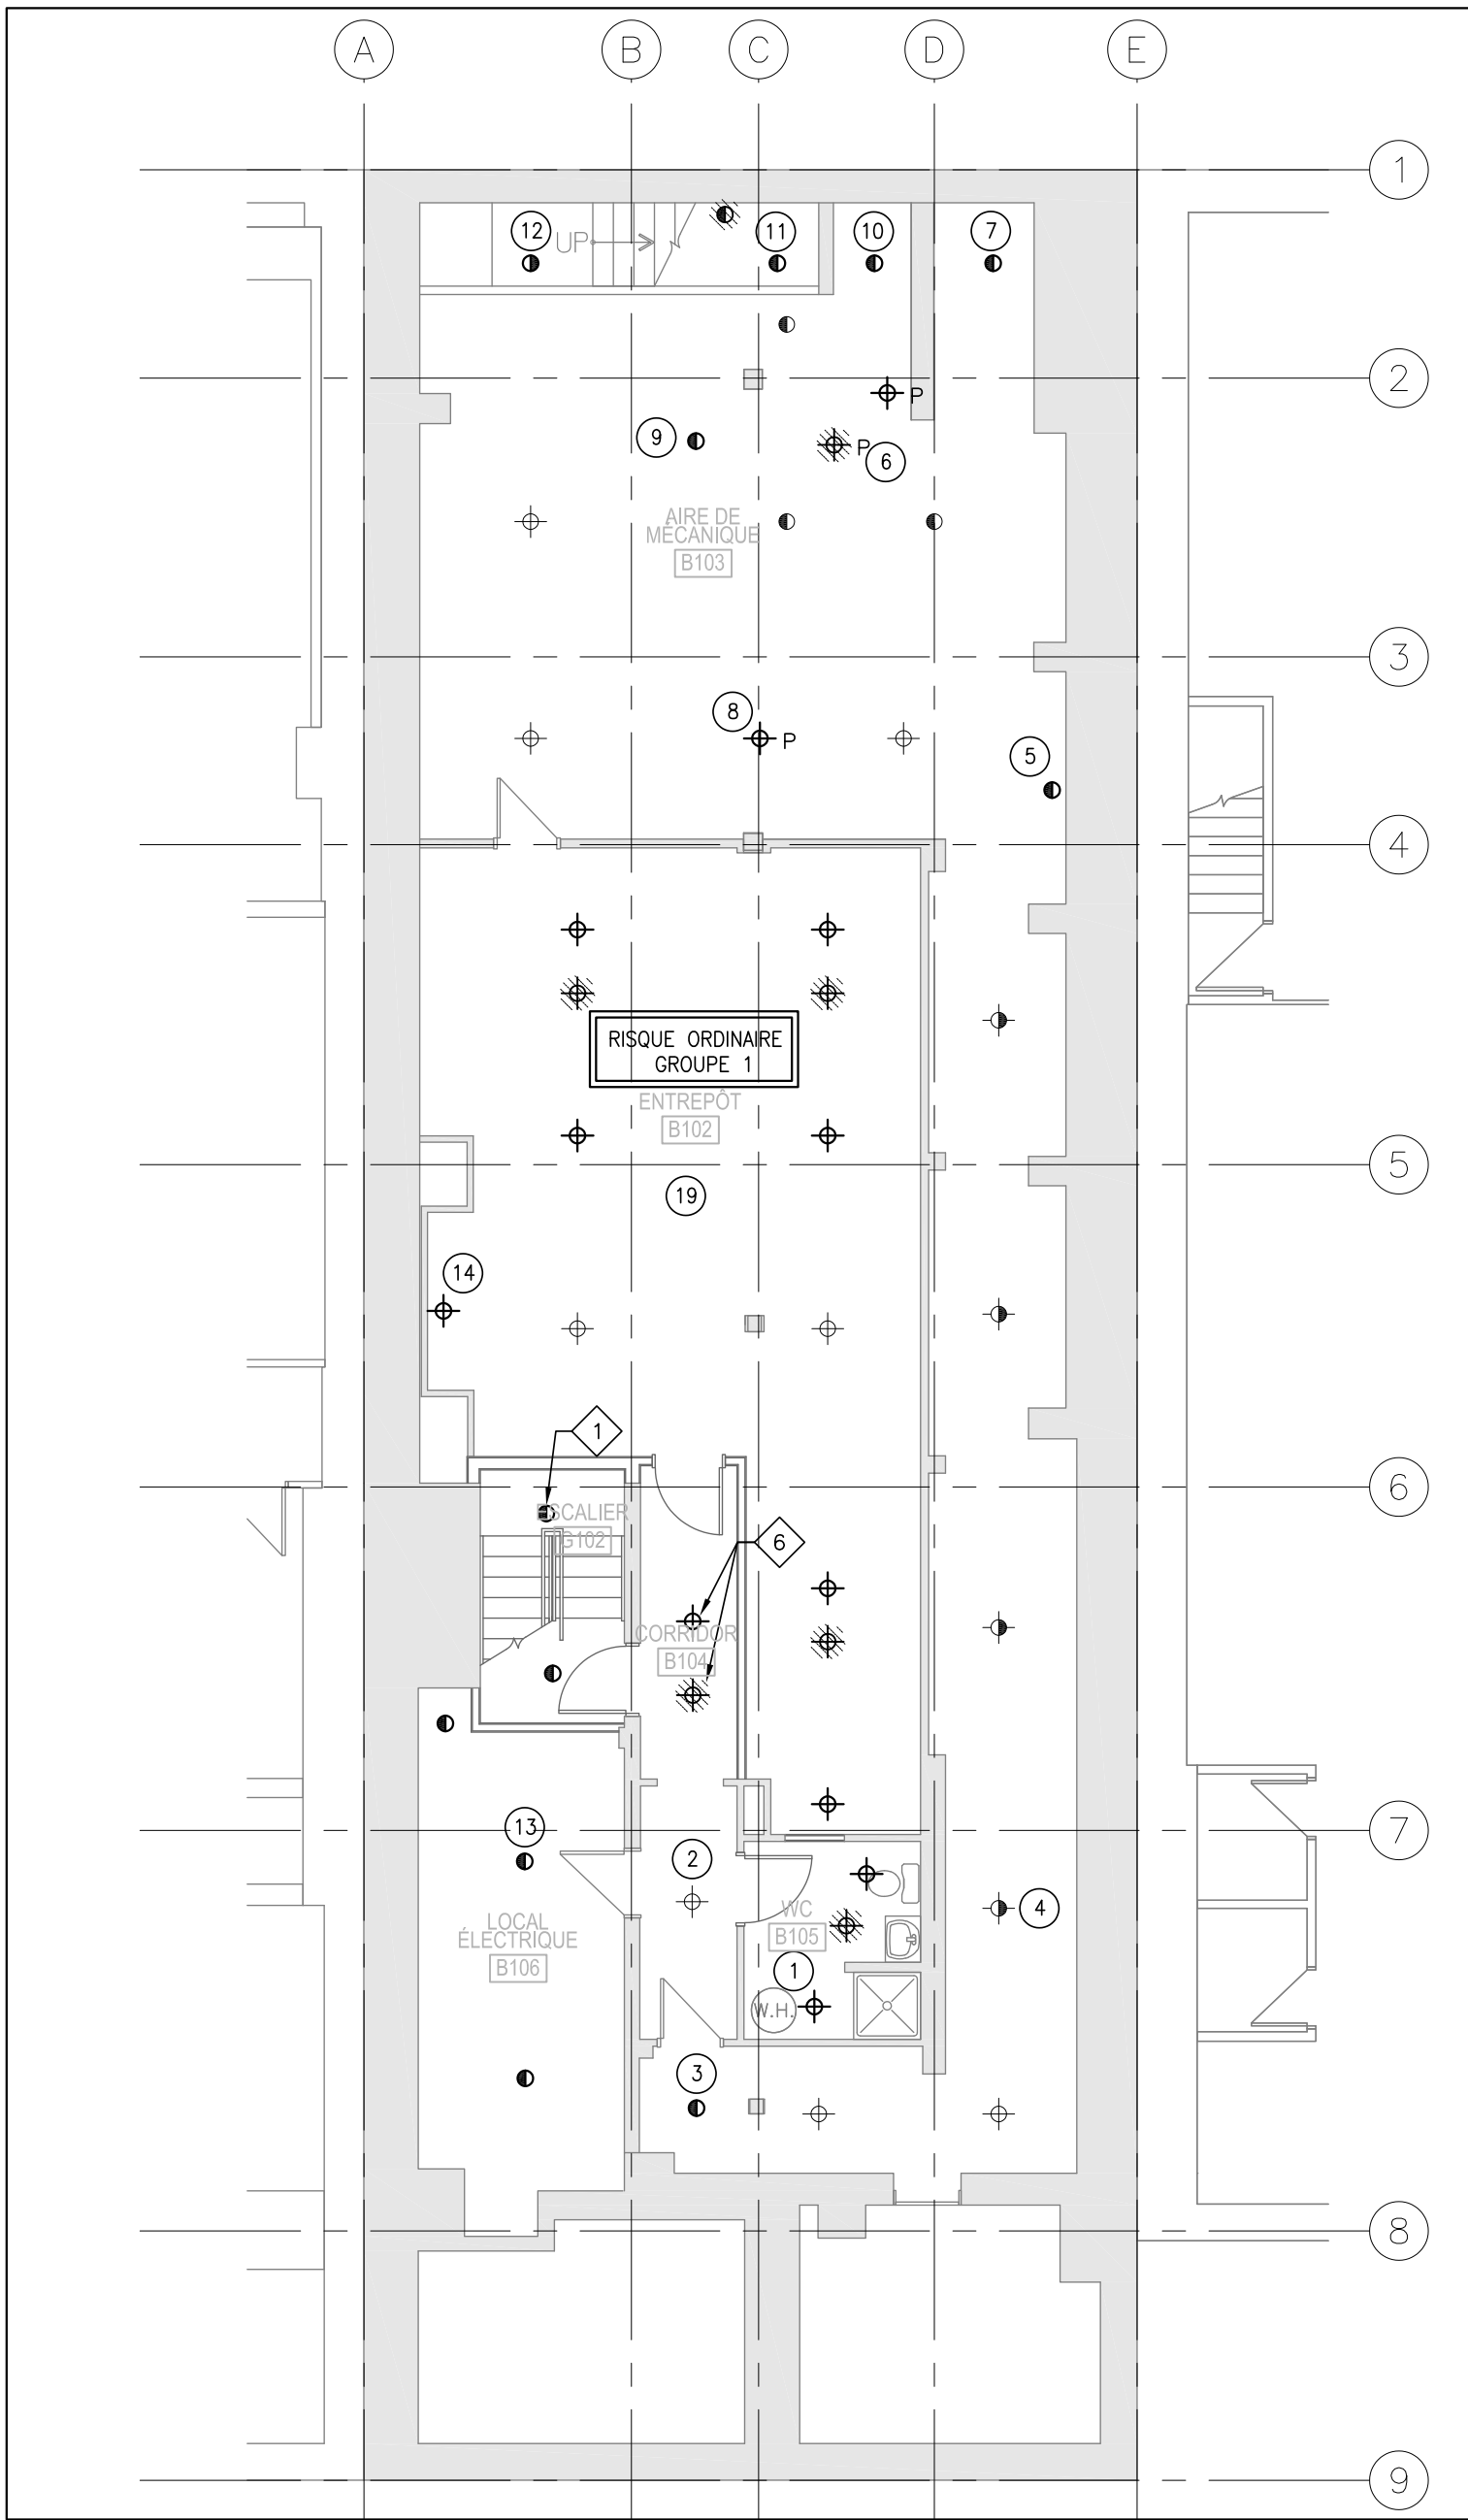 A
B
C
D
E
1
12
UP
11
10
7
2
P
9
P
6
AIRE DE
MÉCANIQUE
B103
3
8
P
5
4
RISQUE ORDINAIRE
GROUPE 1
ENTREPÔT
B102
5
19
14
1
6
ESCALIER
G102
6
CORRIDOR
B104
13
7
2
WC
B105
4
LOCAL
ÉLECTRIQUE
B106
1
W.H.
3
8
9